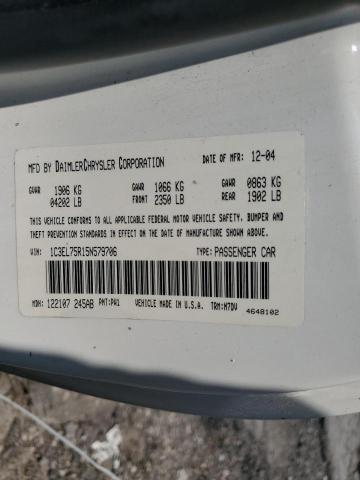 MFD BY DAIMLERCHRYSLER CORPORATION DATE OF MFR: 12-04
GVWR 1906 KG GAWR 1066 KG GAWR 0863 KG
04202 LB FRONT 2350 LB REAR 1902 LB
THIS VEHICLE CONFORMS TO ALL APPLICABLE FEDERAL MOTOR VEHICLE SAFETY, BUMPER AND
THEFT PREVENTION STANDARDS IN EFFECT ON THE DATE OF MANUFACTURE SHOWN ABOVE.
VIN: 1C3EL75R15N579706 TYPE: PASSENGER CAR
MDH: 122107 245AB PNT: PW1 VEHICLE MADE IN U.S.A. TRM: M7DV
4648102